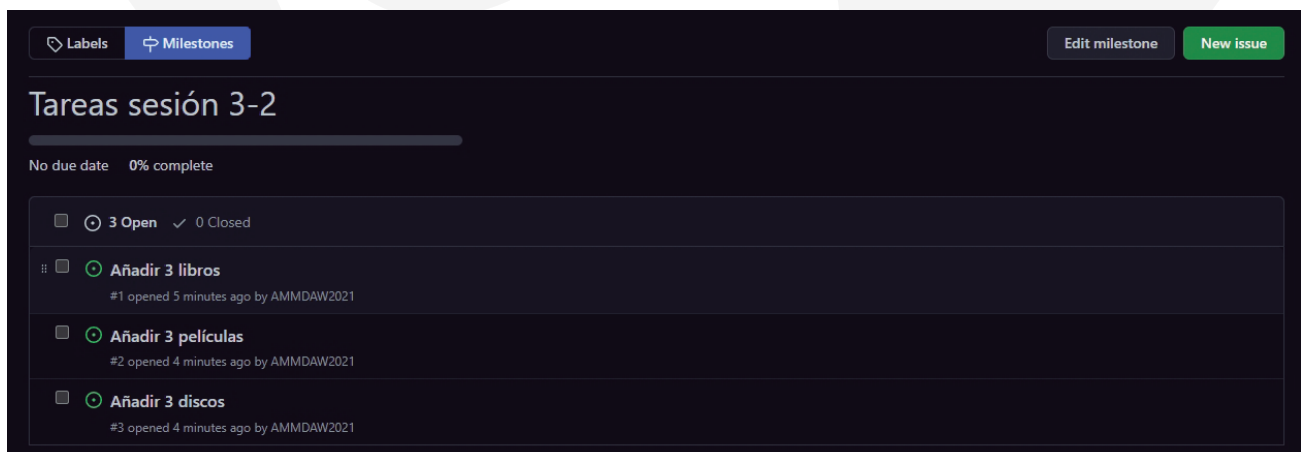 Labels Milestones Edit milestone New issue
Tareas sesión 3-2
No due date 0% complete
3 Open 0 Closed
Añadir 3 libros
#1 opened 5 minutes ago by AMMDAW2021
Añadir 3 películas
#2 opened 4 minutes ago by AMMDAW2021
Añadir 3 discos
#3 opened 4 minutes ago by AMMDAW2021